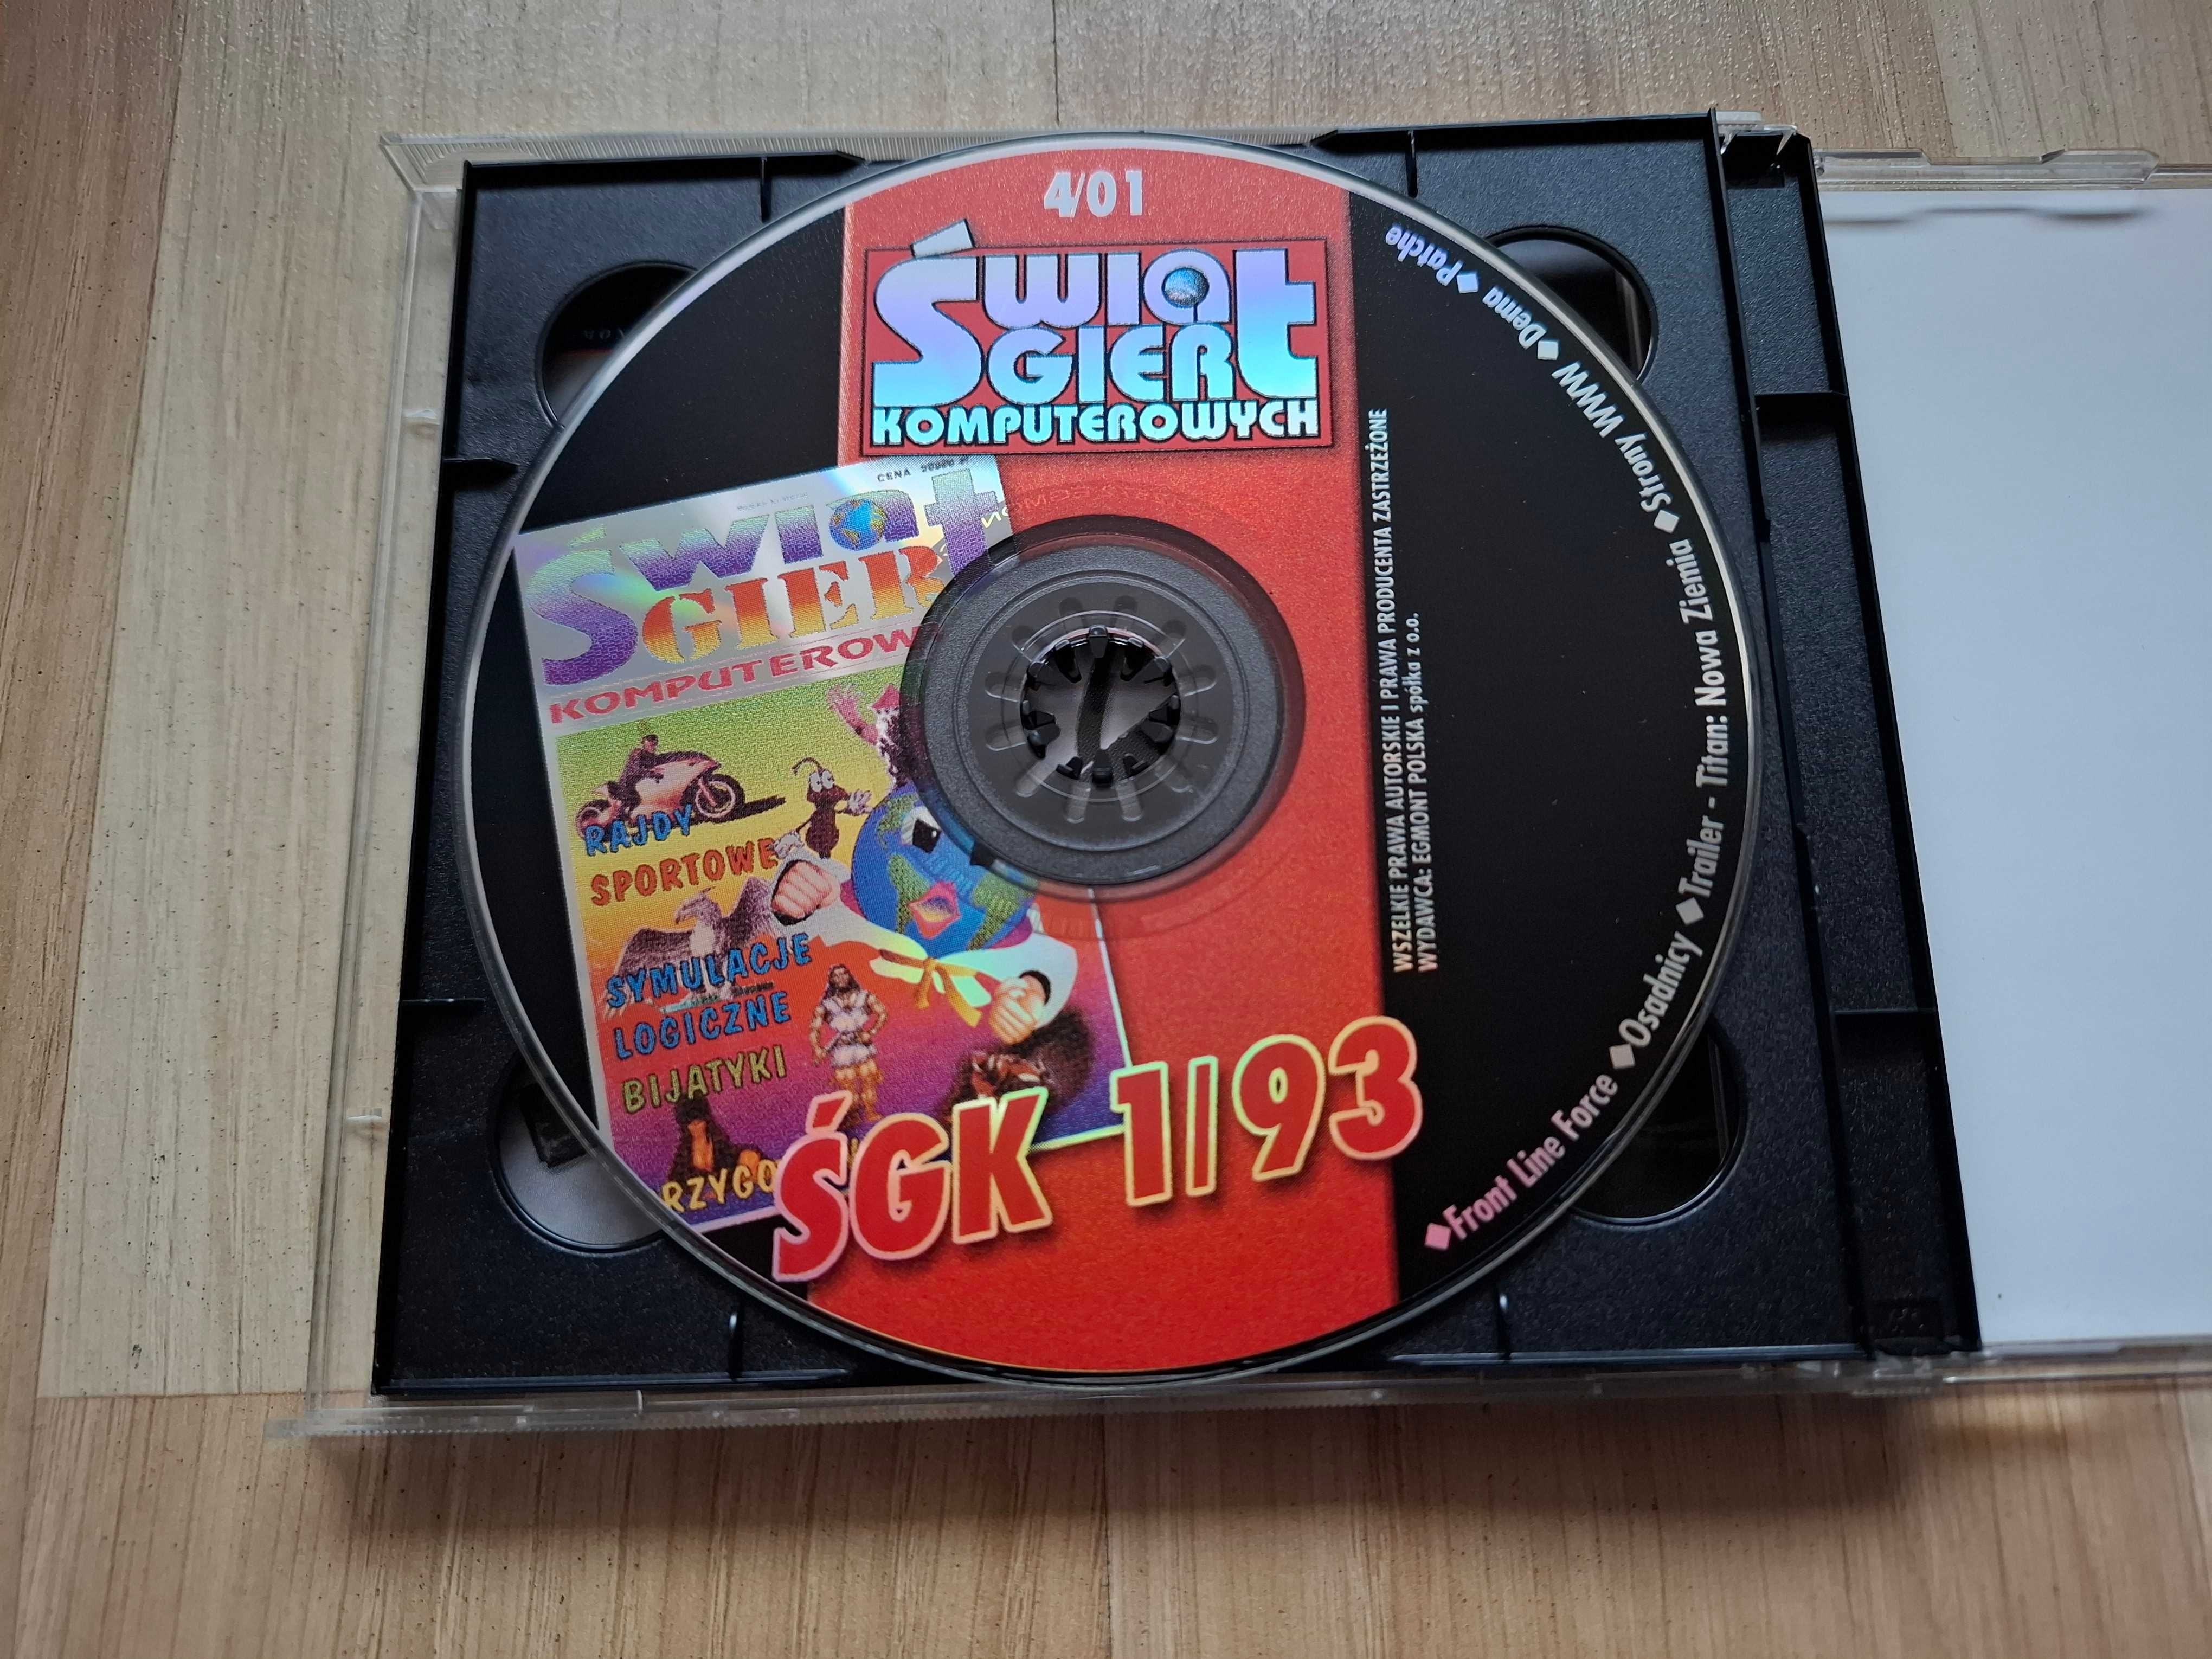 4/01
Świat
GIER
KOMPUTEROWYCH
CENA
Świat
GIER
KOMPUTEROW
RAJDY
SPORTOWE
SYMULACJE
LOGICZNE
BIJATYKI
RZYGO
ŚGK 1/93
WSZELKIE PRAWA AUTORSKIE I PRAWA PRODUCENTA ZASTRZEŻONE
WYDAWCA: EGMONT POLSKA spółka z o.o.
◆Front Line Force ◆Osadnicy ◆Trailer - Titan: Nowa Ziemia ◆Strony WWW ◆Dema ◆Patche